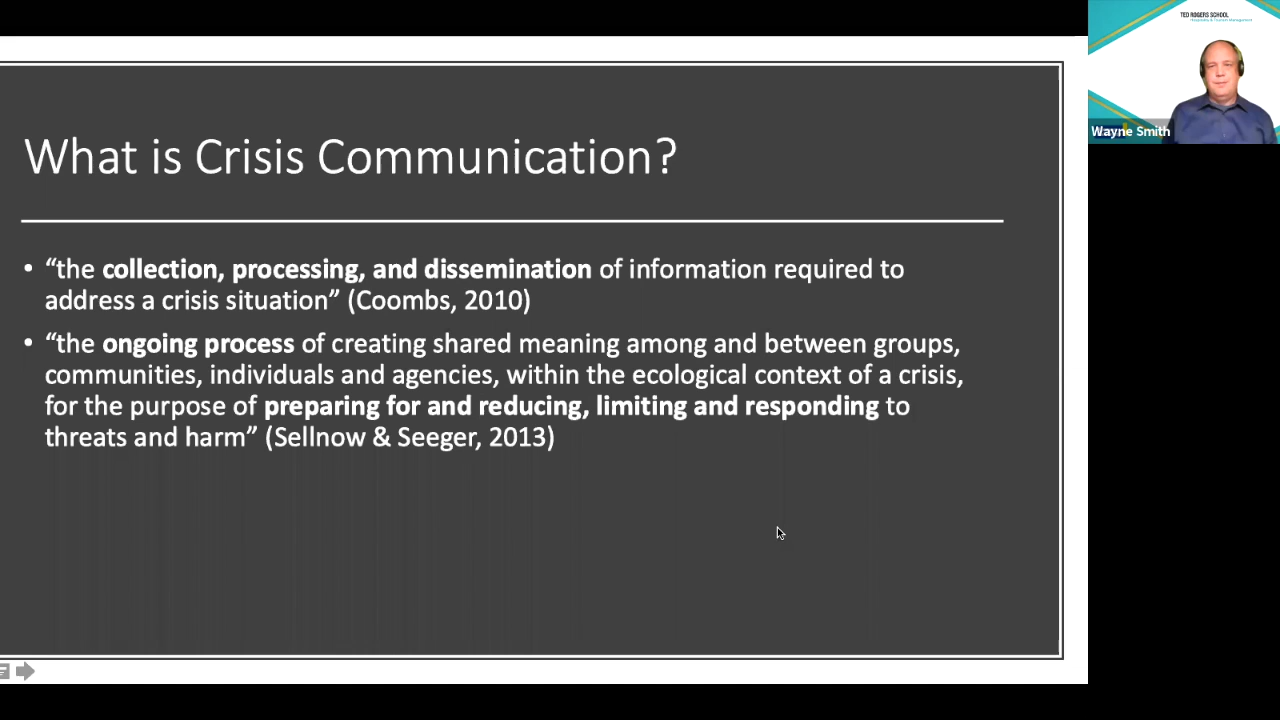 What is Crisis Communication?
• “the collection, processing, and dissemination of information required to
address a crisis situation” (Coombs, 2010)
• “the ongoing process of creating shared meaning among and between groups,
communities, individuals and agencies, within the ecological context of a crisis,
for the purpose of preparing for and reducing, limiting and responding to
threats and harm” (Sellnow & Seeger, 2013)
TED ROGERS SCHOOL
Hospitality & Tourism Management
Wayne Smith